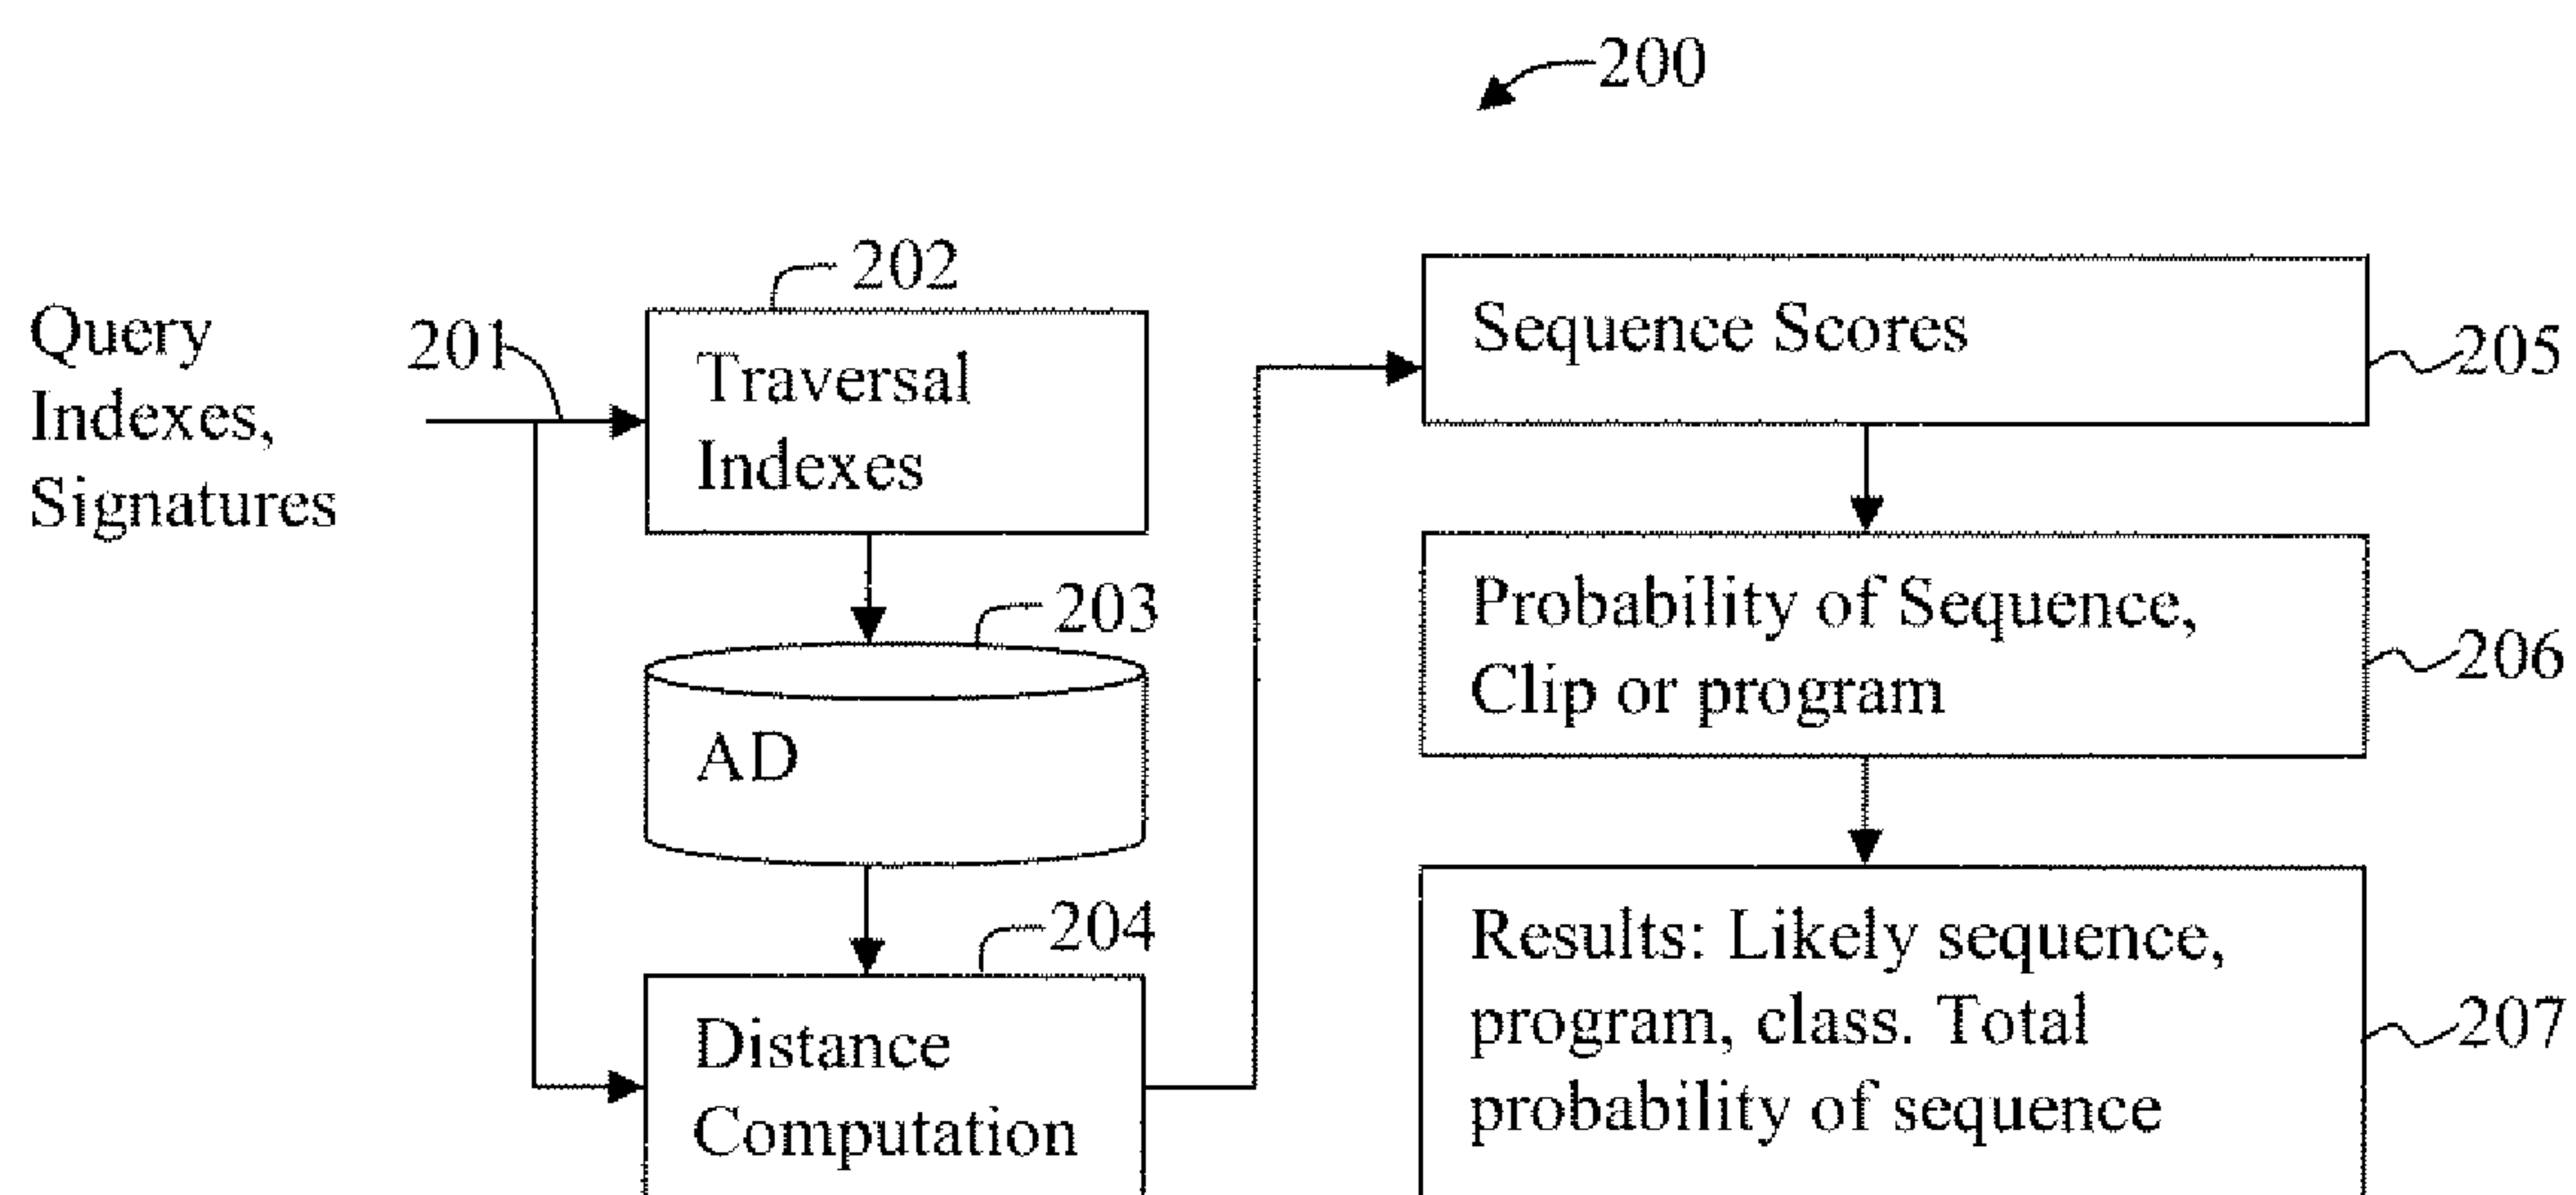 200
Query
Indexes,
Signatures
201
202
Traversal
Indexes
203
AD
204
Distance
Computation
Sequence Scores
205
Probability of Sequence,
Clip or program
206
Results: Likely sequence,
program, class. Total
probability of sequence
207